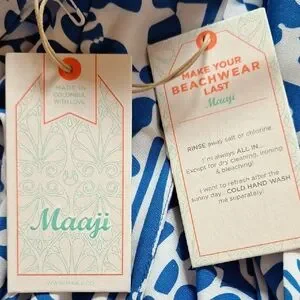 MADE IN
COLOMBIA
WITH LOVE
Maaji
MAKE YOUR
BEACHWEAR
LAST
Maaji
RINSE away salt or chlorine
I'm always ALL IN...
Except for dry cleaning, ironing
& bleaching!
I want to refresh after the
sunny day... COLD HAND WASH
me separately!